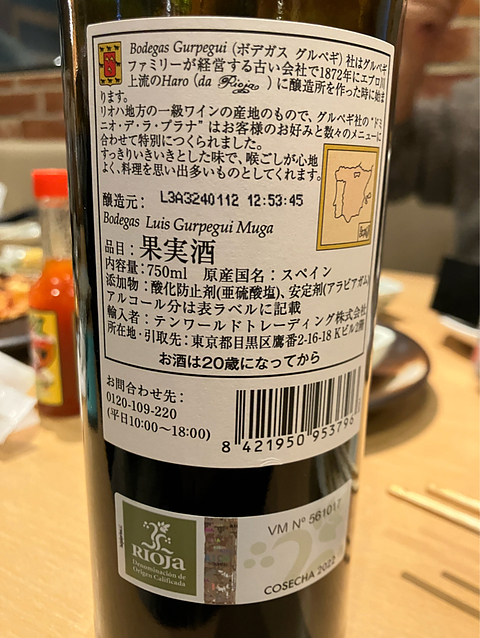 Bodegas Gurpegui (ボデガス グルペギ) 社はグルペギ
ファミリーが経営する古い会社で1872年にエブロ川
上流のHaro (da Rioja) に醸造所を作った時に始ま
ります。
リオハ地方の一級ワインの産地のもので、グルペギ社の"ドミ
ニオ・デ・ラ・プラナ"はお客様のお好みと数々のメニューに
合わせて特別につくられました。
すっきりいきいきとした味で、喉ごしが心地
よく、料理を思い出多いものとしてくれます。
醸造元: L3A3240112 12:53:45
Bodegas Luis Gurpegui Muga
品目:果実酒
内容量:750ml 原産国名:スペイン
添加物:酸化防止剤(亜硫酸塩)、安定剤(アラビアガム)
アルコール分は表ラベルに記載
輸入者:テンワールドトレーディング株式会社
所在地・引取先:東京都目黒区鷹番2-16-18 Kビル2階
お酒は20歳になってから
お問合わせ先:
0120-109-220
(平日10:00〜18:00)
8 421950 953796
VM Nº 561017
RIOJA
Denominación de
Origen Calificada
COSECHA 2022